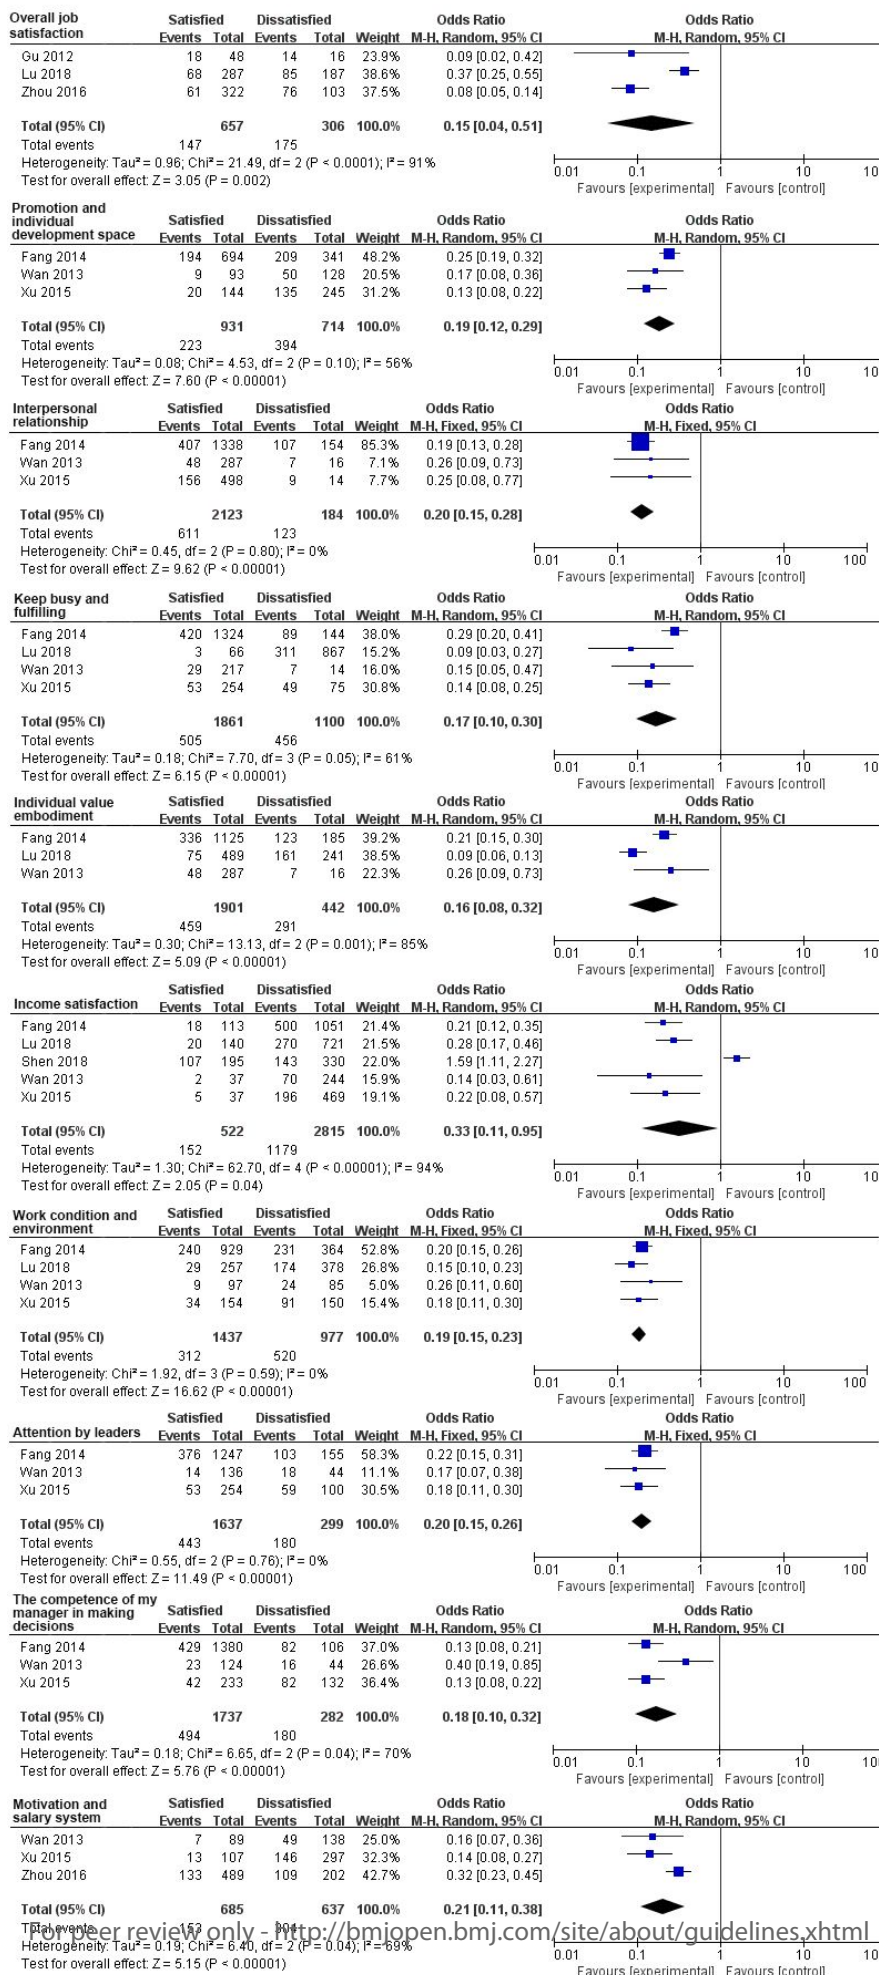 Overall job satisfaction Satisfied Dissatisfied Odds Ratio Odds Ratio
Events Total Events Total Weight M-H, Random, 95% CI M-H, Random, 95% CI
Gu 2012 18 48 14 16 23.9% 0.09 [0.02, 0.42]
Lu 2018 68 287 85 187 38.6% 0.37 [0.25, 0.55]
Zhou 2016 61 322 76 103 37.5% 0.08 [0.05, 0.14]
Total (95% CI) 657 306 100.0% 0.15 [0.04, 0.51]
Total events 147 175
Heterogeneity: Tau² = 0.96; Chi² = 21.49, df = 2 (P < 0.0001); I² = 91%
Test for overall effect: Z = 3.05 (P = 0.002)
0.01 0.1 1 10 10
Favours [experimental] Favours [control]
Promotion and individual development space Satisfied Dissatisfied Odds Ratio Odds Ratio
Events Total Events Total Weight M-H, Random, 95% CI M-H, Random, 95% CI
Fang 2014 194 694 209 341 48.2% 0.25 [0.19, 0.32]
Wan 2013 9 93 50 128 20.5% 0.17 [0.08, 0.36]
Xu 2015 20 144 135 245 31.2% 0.13 [0.08, 0.22]
Total (95% CI) 931 714 100.0% 0.19 [0.12, 0.29]
Total events 223 394
Heterogeneity: Tau² = 0.08; Chi² = 4.53, df = 2 (P = 0.10); I² = 56%
Test for overall effect: Z = 7.60 (P < 0.00001)
0.01 0.1 1 10 10
Favours [experimental] Favours [control]
Interpersonal relationship Satisfied Dissatisfied Odds Ratio Odds Ratio
Events Total Events Total Weight M-H, Fixed, 95% CI M-H, Fixed, 95% CI
Fang 2014 407 1338 107 154 85.3% 0.19 [0.13, 0.28]
Wan 2013 48 287 7 16 7.1% 0.26 [0.09, 0.73]
Xu 2015 156 498 9 14 7.7% 0.25 [0.08, 0.77]
Total (95% CI) 2123 184 100.0% 0.20 [0.15, 0.28]
Total events 611 123
Heterogeneity: Chi² = 0.45, df = 2 (P = 0.80); I² = 0%
Test for overall effect: Z = 9.62 (P < 0.00001)
0.01 0.1 1 10 100
Favours [experimental] Favours [control]
Keep busy and fulfilling Satisfied Dissatisfied Odds Ratio Odds Ratio
Events Total Events Total Weight M-H, Random, 95% CI M-H, Random, 95% CI
Fang 2014 420 1324 89 144 38.0% 0.29 [0.20, 0.41]
Lu 2018 3 66 311 867 15.2% 0.09 [0.03, 0.27]
Wan 2013 29 217 7 14 16.0% 0.15 [0.05, 0.47]
Xu 2015 53 254 49 75 30.8% 0.14 [0.08, 0.25]
Total (95% CI) 1861 1100 100.0% 0.17 [0.10, 0.30]
Total events 505 456
Heterogeneity: Tau² = 0.18; Chi² = 7.70, df = 3 (P = 0.05); I² = 61%
Test for overall effect: Z = 6.15 (P < 0.00001)
0.01 0.1 1 10 10
Favours [experimental] Favours [control]
Individual value embodiment Satisfied Dissatisfied Odds Ratio Odds Ratio
Events Total Events Total Weight M-H, Random, 95% CI M-H, Random, 95% CI
Fang 2014 336 1125 123 185 39.2% 0.21 [0.15, 0.30]
Lu 2018 75 489 161 241 38.5% 0.09 [0.06, 0.13]
Wan 2013 48 287 7 16 22.3% 0.26 [0.09, 0.73]
Total (95% CI) 1901 442 100.0% 0.16 [0.08, 0.32]
Total events 459 291
Heterogeneity: Tau² = 0.30; Chi² = 13.13, df = 2 (P = 0.001); I² = 85%
Test for overall effect: Z = 5.09 (P < 0.00001)
0.01 0.1 1 10 10
Favours [experimental] Favours [control]
Income satisfaction Satisfied Dissatisfied Odds Ratio Odds Ratio
Events Total Events Total Weight M-H, Random, 95% CI M-H, Random, 95% CI
Fang 2014 18 113 500 1051 21.4% 0.21 [0.12, 0.35]
Lu 2018 20 140 270 721 21.5% 0.28 [0.17, 0.46]
Shen 2018 107 195 143 330 22.0% 1.59 [1.11, 2.27]
Wan 2013 2 37 70 244 15.9% 0.14 [0.03, 0.61]
Xu 2015 5 37 196 469 19.1% 0.22 [0.08, 0.57]
Total (95% CI) 522 2815 100.0% 0.33 [0.11, 0.95]
Total events 152 1179
Heterogeneity: Tau² = 1.30; Chi² = 62.70, df = 4 (P < 0.00001); I² = 94%
Test for overall effect: Z = 2.05 (P = 0.04)
0.01 0.1 1 10 10
Favours [experimental] Favours [control]
Work condition and environment Satisfied Dissatisfied Odds Ratio Odds Ratio
Events Total Events Total Weight M-H, Fixed, 95% CI M-H, Fixed, 95% CI
Fang 2014 240 929 231 364 52.8% 0.20 [0.15, 0.26]
Lu 2018 29 257 174 378 26.8% 0.15 [0.10, 0.23]
Wan 2013 9 97 24 85 5.0% 0.26 [0.11, 0.60]
Xu 2015 34 154 91 150 15.4% 0.18 [0.11, 0.30]
Total (95% CI) 1437 977 100.0% 0.19 [0.15, 0.23]
Total events 312 520
Heterogeneity: Chi² = 1.92, df = 3 (P = 0.59); I² = 0%
Test for overall effect: Z = 16.62 (P < 0.00001)
0.01 0.1 1 10 100
Favours [experimental] Favours [control]
Attention by leaders Satisfied Dissatisfied Odds Ratio Odds Ratio
Events Total Events Total Weight M-H, Fixed, 95% CI M-H, Fixed, 95% CI
Fang 2014 376 1247 103 155 58.3% 0.22 [0.15, 0.31]
Wan 2013 14 136 18 44 11.1% 0.17 [0.07, 0.38]
Xu 2015 53 254 59 100 30.5% 0.18 [0.11, 0.30]
Total (95% CI) 1637 299 100.0% 0.20 [0.15, 0.26]
Total events 443 180
Heterogeneity: Chi² = 0.55, df = 2 (P = 0.76); I² = 0%
Test for overall effect: Z = 11.49 (P < 0.00001)
0.01 0.1 1 10 100
Favours [experimental] Favours [control]
The competence of my manager in making decisions Satisfied Dissatisfied Odds Ratio Odds Ratio
Events Total Events Total Weight M-H, Random, 95% CI M-H, Random, 95% CI
Fang 2014 429 1380 82 106 37.0% 0.13 [0.08, 0.21]
Wan 2013 23 124 16 44 26.6% 0.40 [0.19, 0.85]
Xu 2015 42 233 82 132 36.4% 0.13 [0.08, 0.22]
Total (95% CI) 1737 282 100.0% 0.18 [0.10, 0.32]
Total events 494 180
Heterogeneity: Tau² = 0.18; Chi² = 6.65, df = 2 (P = 0.04); I² = 70%
Test for overall effect: Z = 5.76 (P < 0.00001)
0.01 0.1 1 10 10
Favours [experimental] Favours [control]
Motivation and salary system Satisfied Dissatisfied Odds Ratio Odds Ratio
Events Total Events Total Weight M-H, Random, 95% CI M-H, Random, 95% CI
Wan 2013 7 89 49 138 25.0% 0.16 [0.07, 0.36]
Xu 2015 13 107 146 297 32.3% 0.14 [0.08, 0.27]
Zhou 2016 133 489 109 202 42.7% 0.32 [0.23, 0.45]
Total (95% CI) 685 637 100.0% 0.21 [0.11, 0.38]
Total events 153 304
For peer review only - http://bmjopen.bmj.com/site/about/guidelines.xhtml
Heterogeneity: Tau² = 0.19; Chi² = 6.40, df = 2 (P = 0.04); I² = 69%
Test for overall effect: Z = 5.15 (P < 0.00001)
0.01 0.1 1 10 10
Favours [experimental] Favours [control]